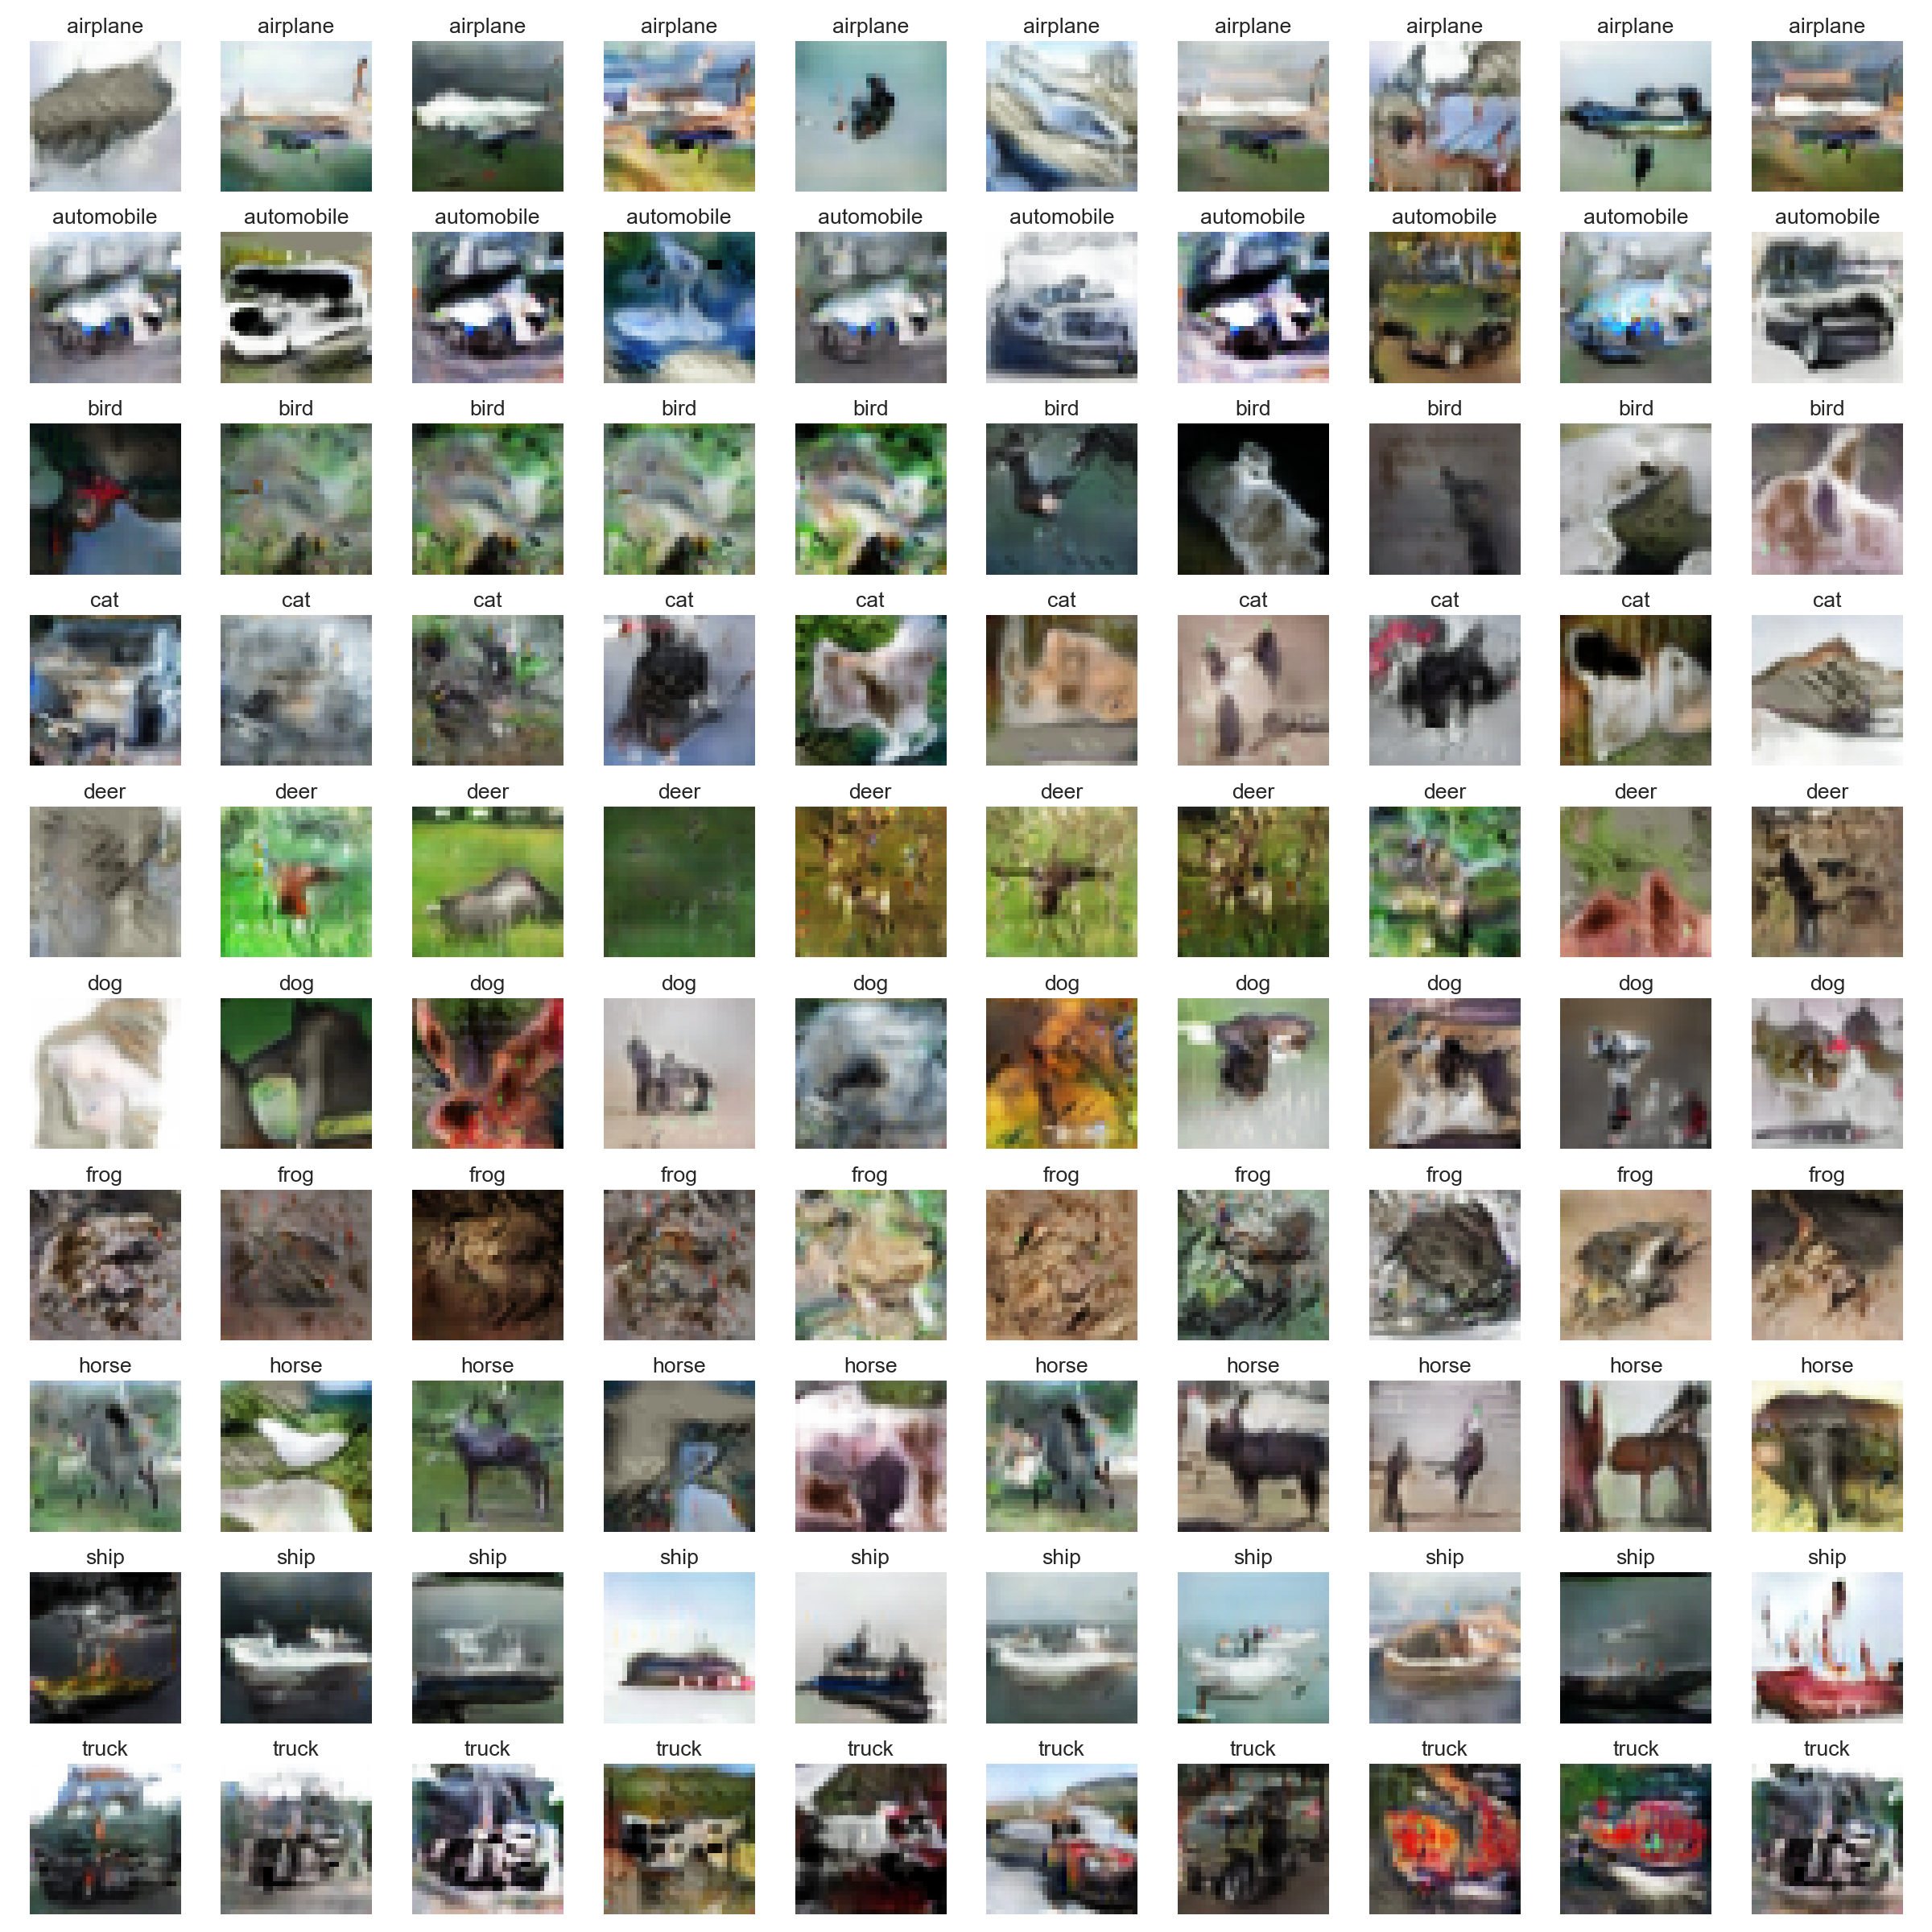 airplane airplane airplane airplane airplane airplane airplane airplane airplane airplane
automobile automobile automobile automobile automobile automobile automobile automobile automobile automobile
bird bird bird bird bird bird bird bird bird bird
cat cat cat cat cat cat cat cat cat cat
deer deer deer deer deer deer deer deer deer deer
dog dog dog dog dog dog dog dog dog dog
frog frog frog frog frog frog frog frog frog frog
horse horse horse horse horse horse horse horse horse horse
ship ship ship ship ship ship ship ship ship ship
truck truck truck truck truck truck truck truck truck truck